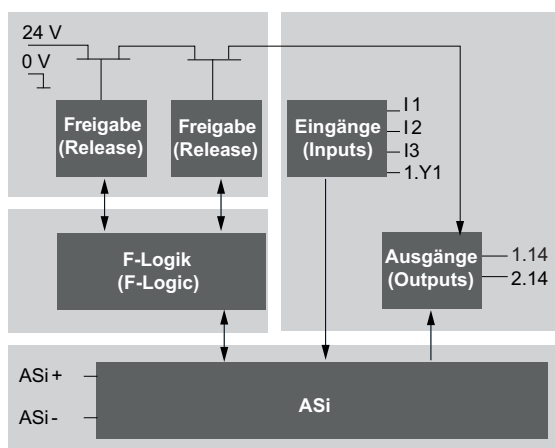 24 V
0 V
Freigabe
(Release)
Freigabe
(Release)
Eingänge
(Inputs)
I1
I2
I3
1.Y1
F-Logik
(F-Logic)
Ausgänge
(Outputs)
1.14
2.14
ASi+
ASi-
ASi